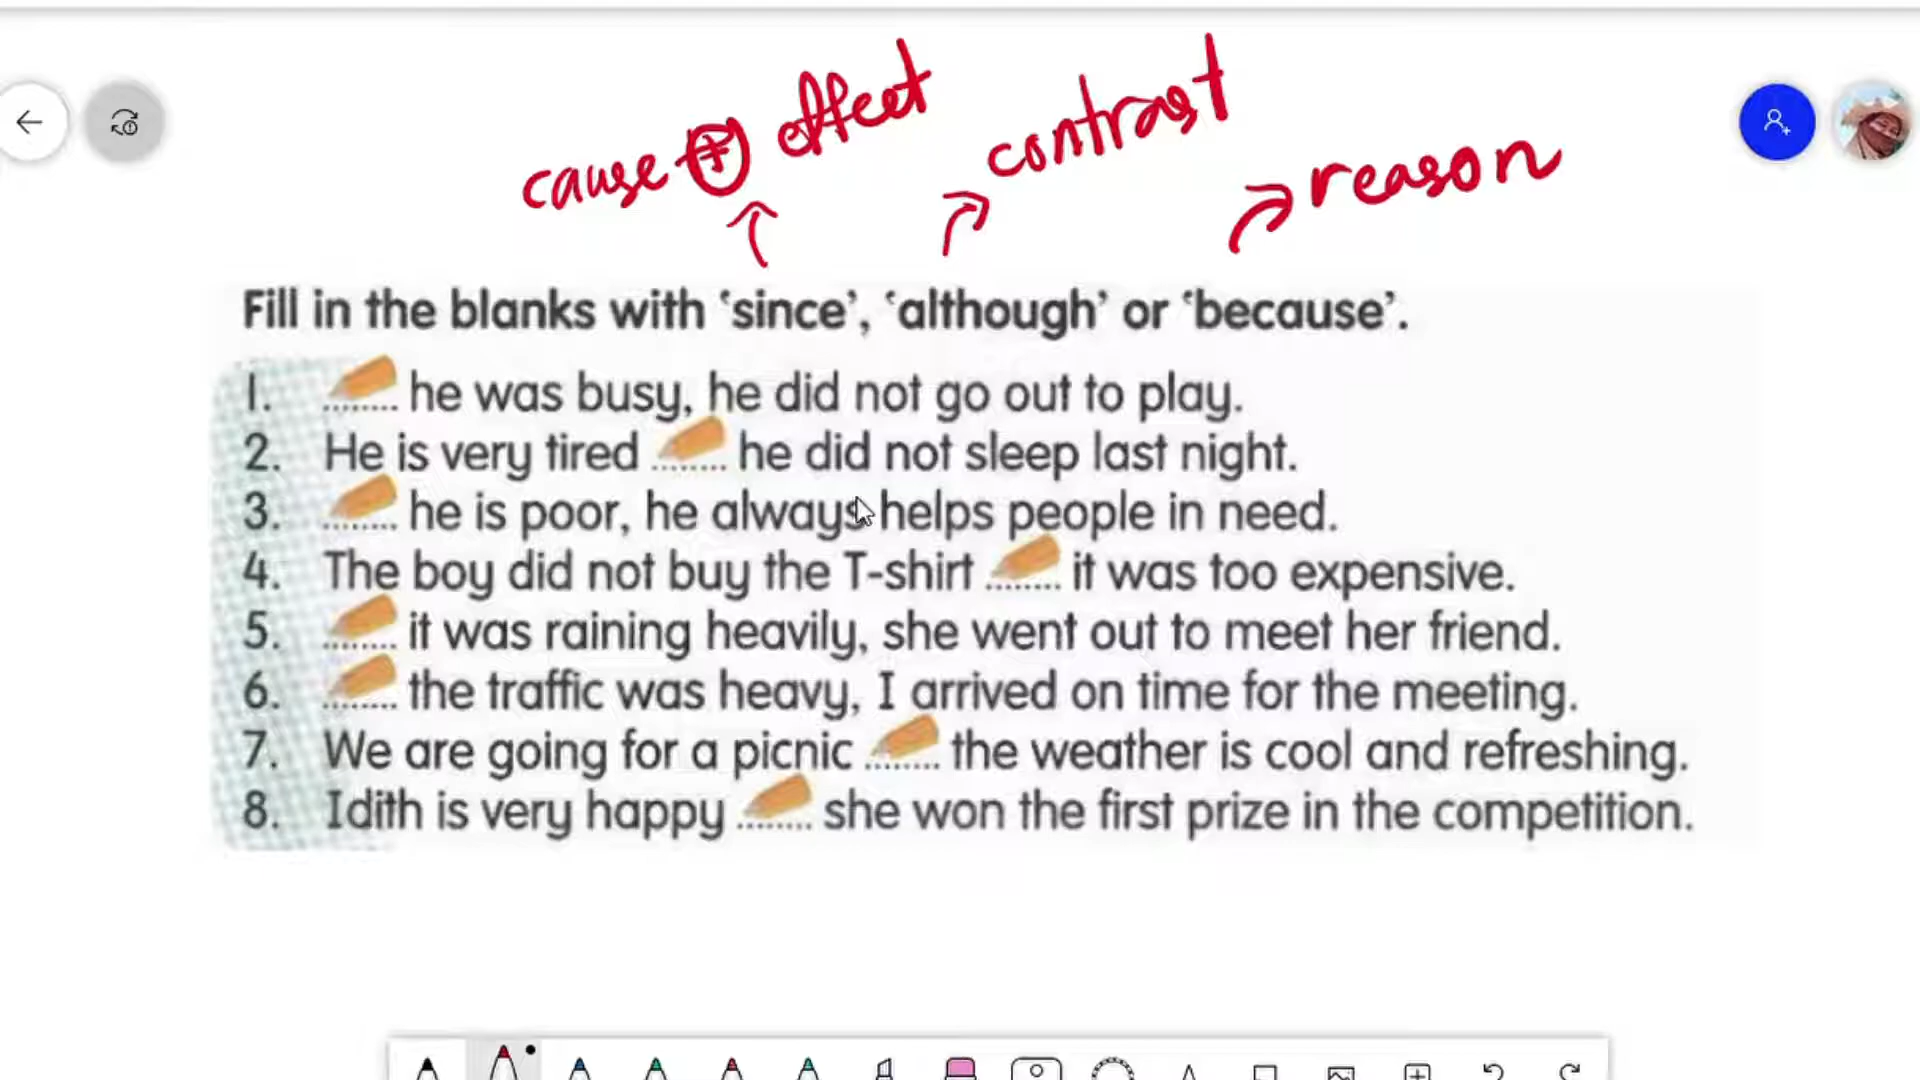 cause + effect
contrast
reason
Fill in the blanks with ‘since’, ‘although’ or ‘because’.
1. ........ he was busy, he did not go out to play.
2. He is very tired ........ he did not sleep last night.
3. ........ he is poor, he always helps people in need.
4. The boy did not buy the T-shirt ........ it was too expensive.
5. ........ it was raining heavily, she went out to meet her friend.
6. ........ the traffic was heavy, I arrived on time for the meeting.
7. We are going for a picnic ........ the weather is cool and refreshing.
8. Idith is very happy ........ she won the first prize in the competition.